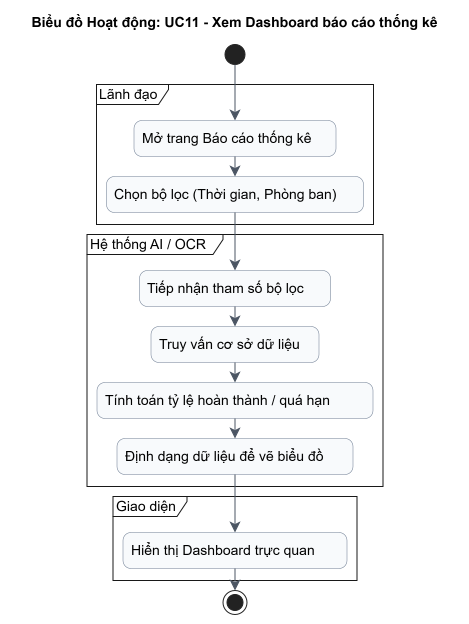 Biểu đồ Hoạt động: UC11 - Xem Dashboard báo cáo thống kê
Lãnh đạo
Mở trang Báo cáo thống kê
Chọn bộ lọc (Thời gian, Phòng ban)
Hệ thống AI / OCR
Tiếp nhận tham số bộ lọc
Truy vấn cơ sở dữ liệu
Tính toán tỷ lệ hoàn thành / quá hạn
Định dạng dữ liệu để vẽ biểu đồ
Giao diện
Hiển thị Dashboard trực quan